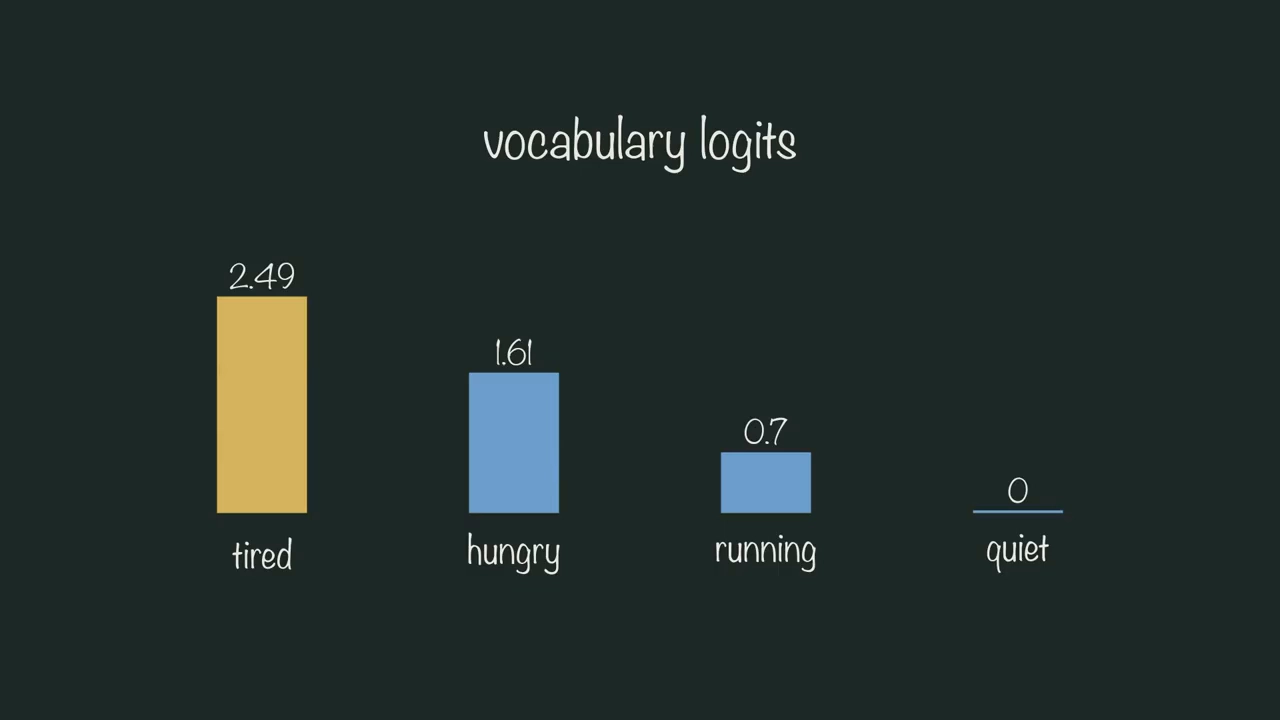 vocabulary logits
2.49
1.61
0.7
0
tired
hungry
running
quiet